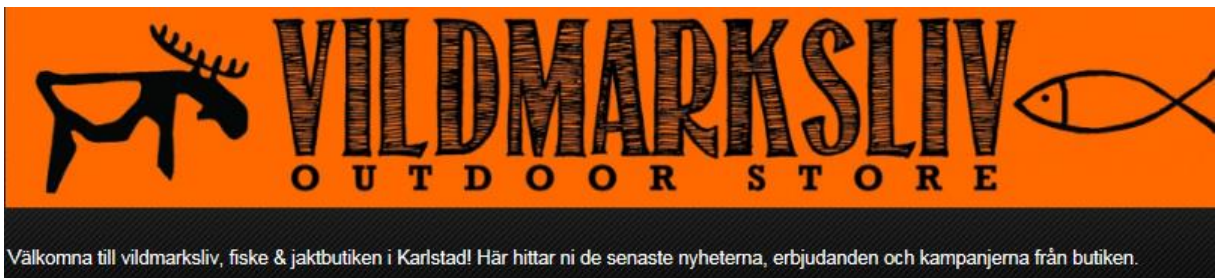 VILDMARKSLIV
OUTDOOR STORE
Välkomna till vildmarksliv, fiske & jaktbutiken i Karlstad! Här hittar ni de senaste nyheterna, erbjudanden och kampanjerna från butiken.